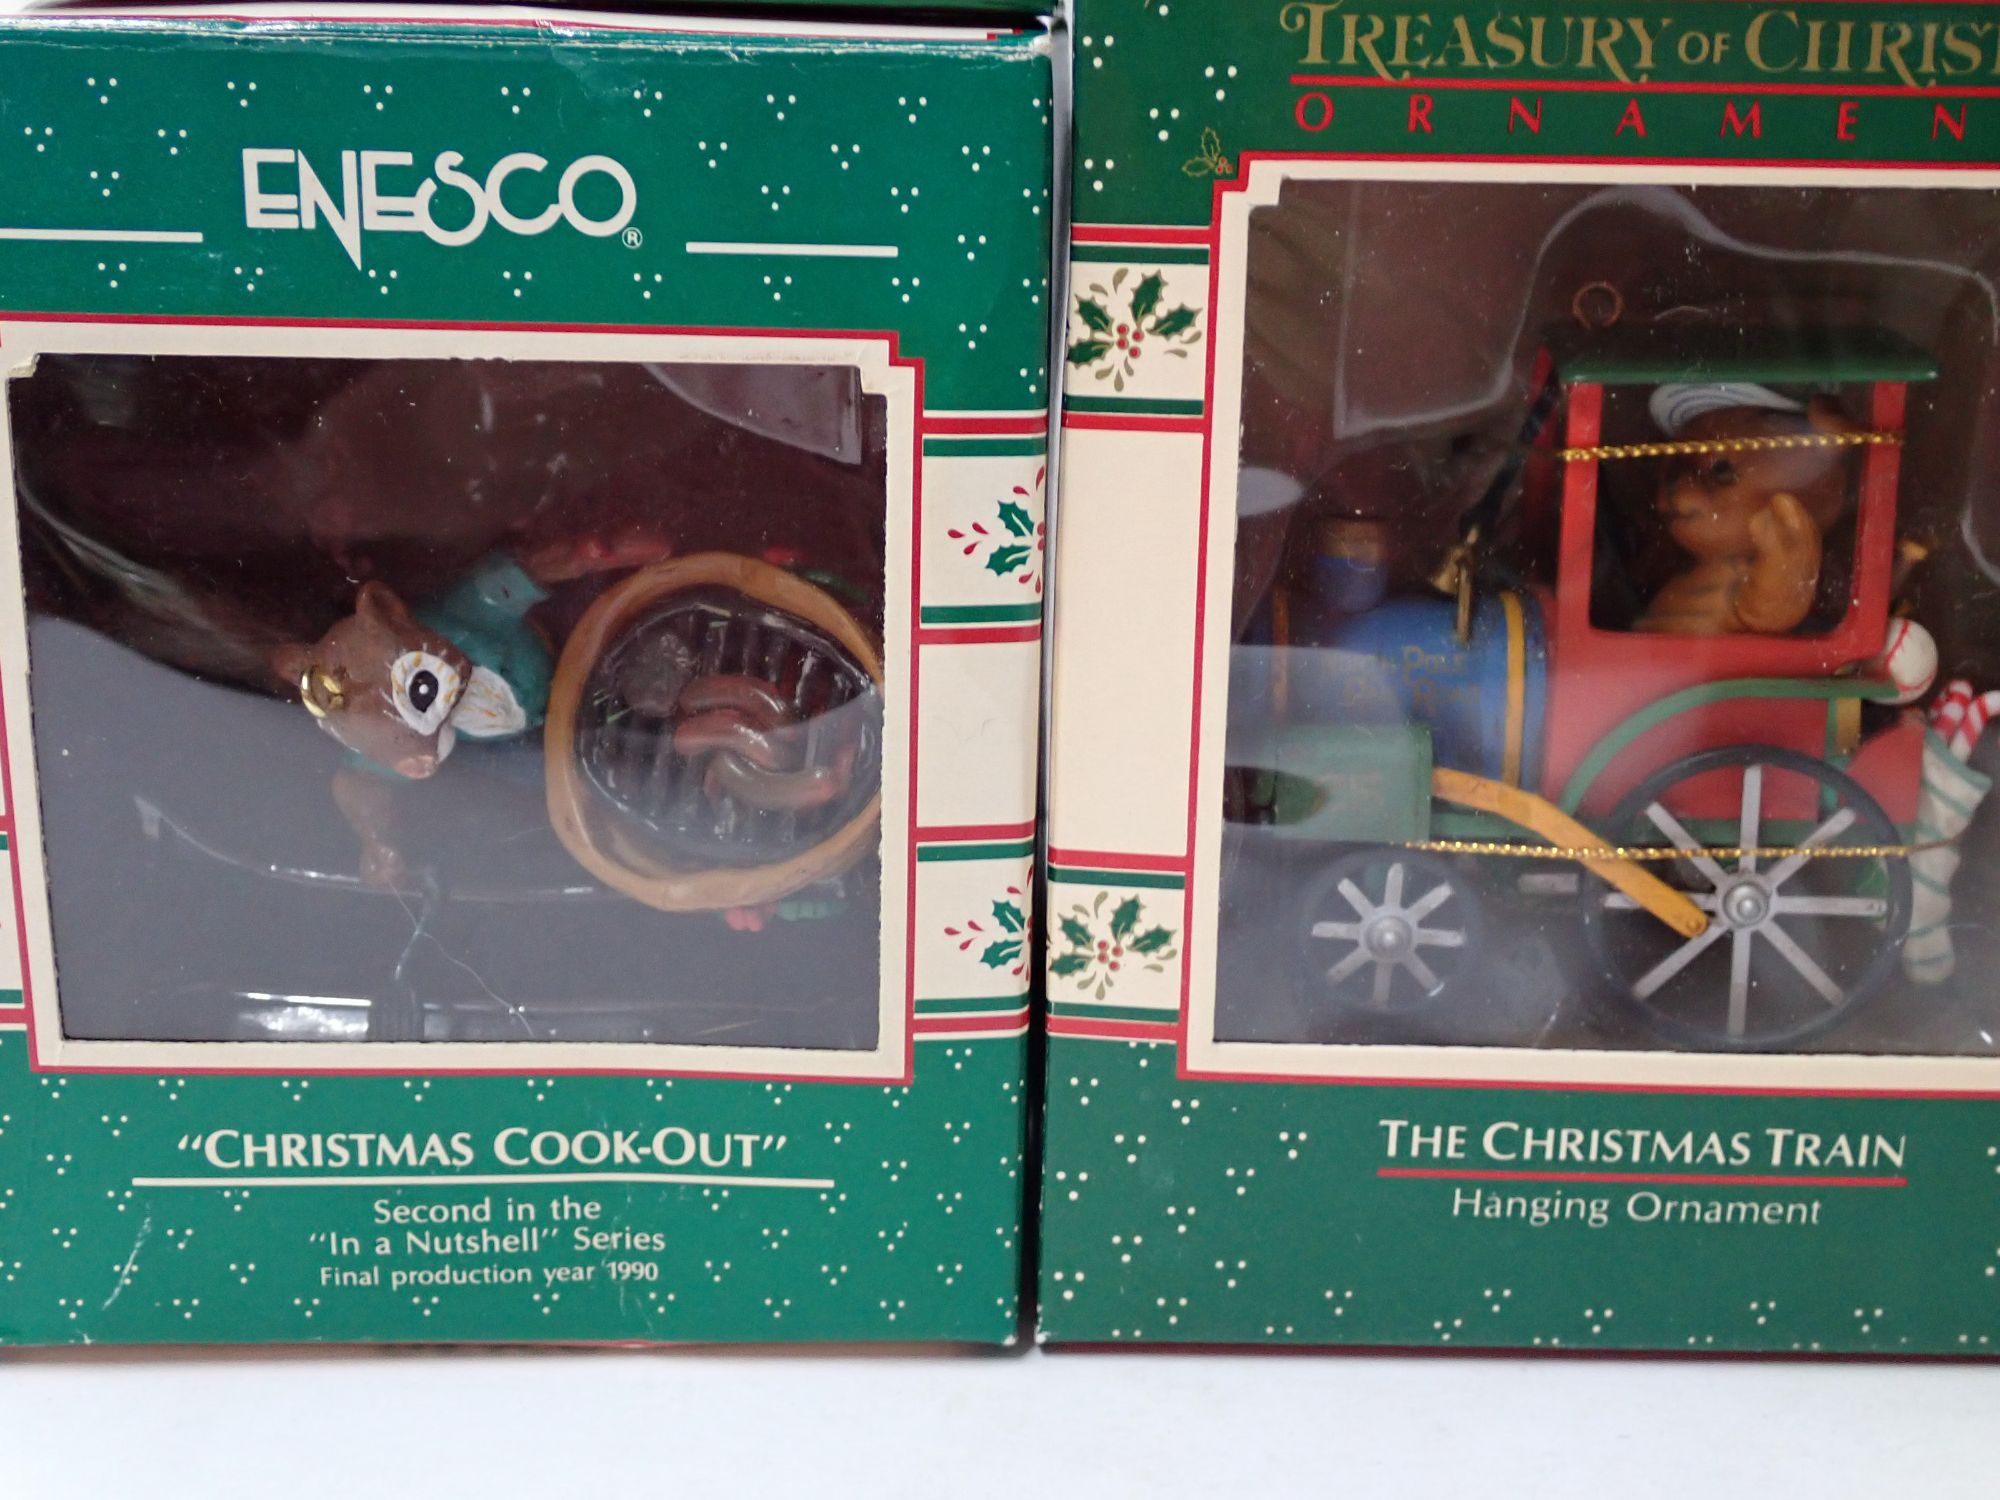 ENESCO®
"CHRISTMAS COOK-OUT"
Second in the
"In a Nutshell" Series
Final production year 1990
TREASURY OF CHRIST
ORNAMEN
POLE
THE CHRISTMAS TRAIN
Hanging Ornament